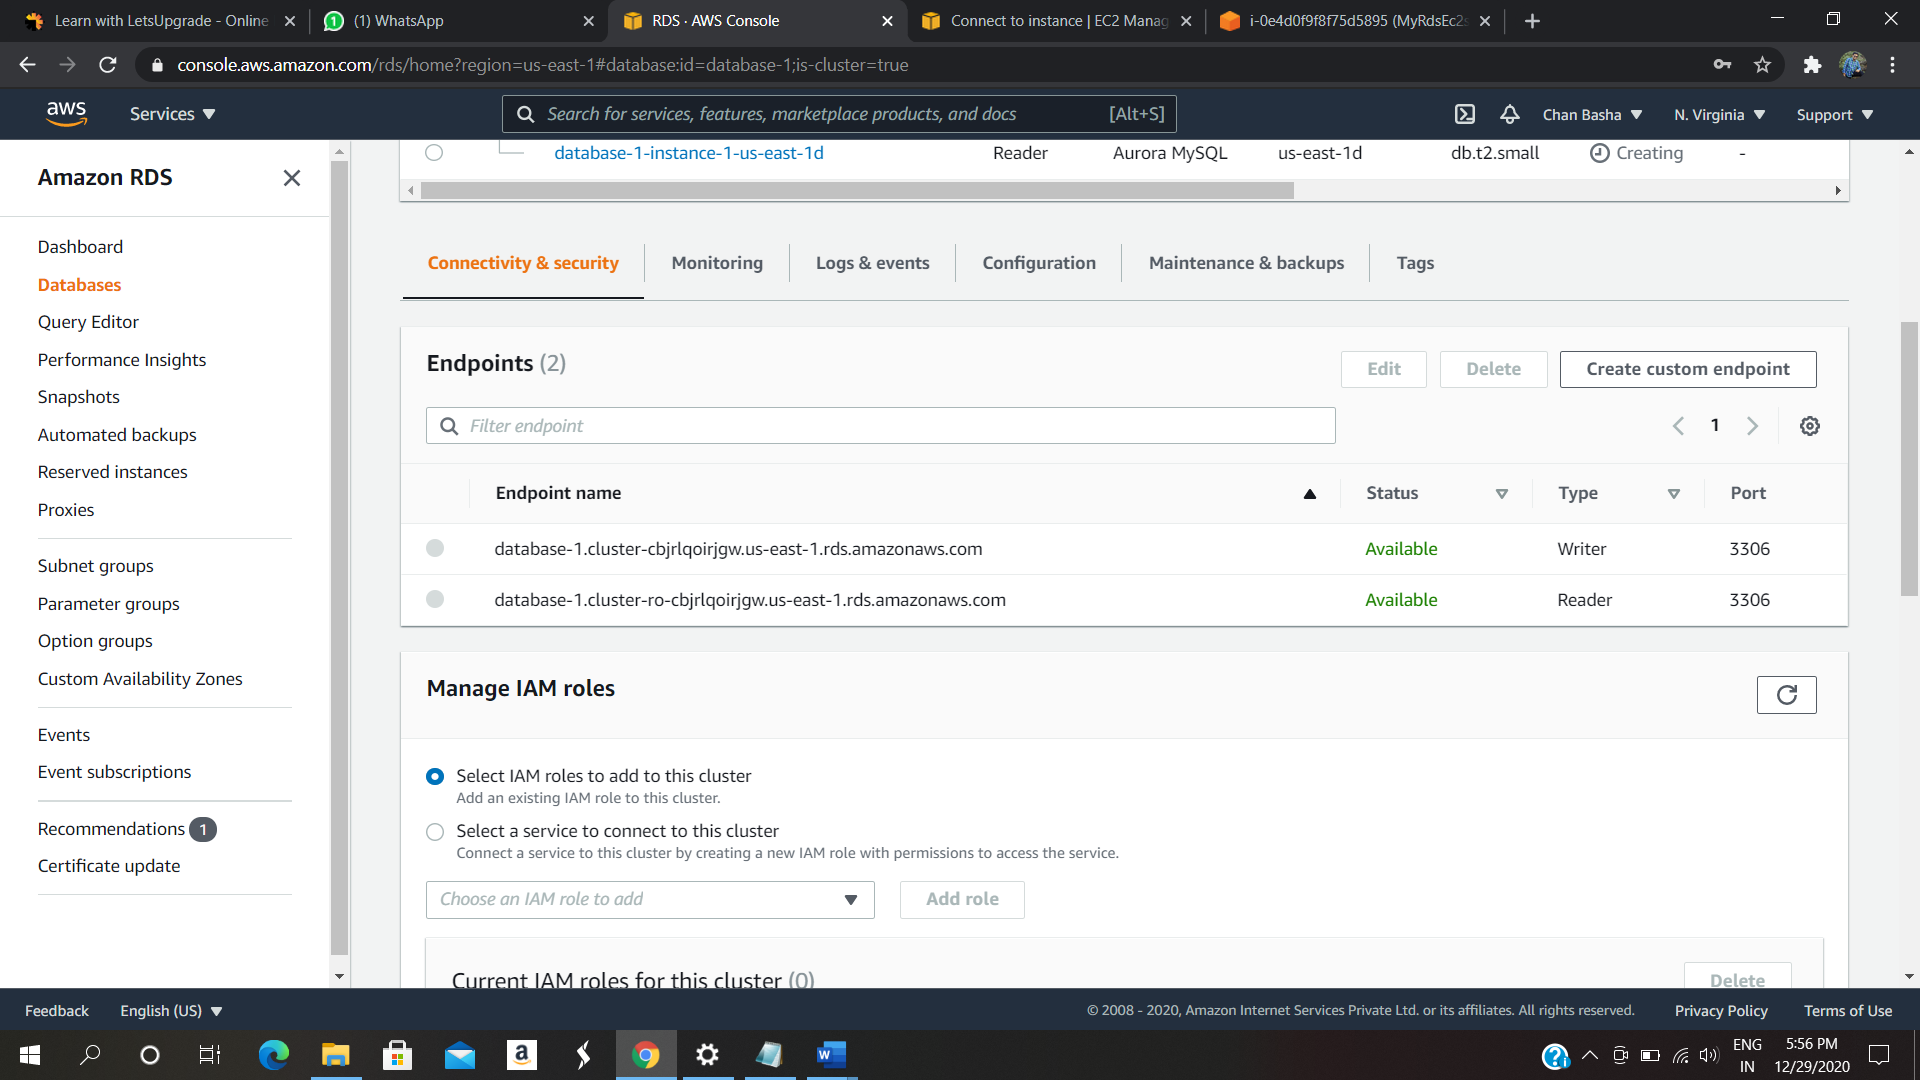 Learn with LetsUpgrade - Online
(1) WhatsApp
RDS · AWS Console
Connect to instance | EC2 Manag
i-0e4d0f9f8f75d5895 (MyRdsEc2s
console.aws.amazon.com/rds/home?region=us-east-1#database:id=database-1;is-cluster=true
aws
Services
Search for services, features, marketplace products, and docs
[Alt+S]
Chan Basha
N. Virginia
Support
Amazon RDS
Dashboard
Databases
Query Editor
Performance Insights
Snapshots
Automated backups
Reserved instances
Proxies
Subnet groups
Parameter groups
Option groups
Custom Availability Zones
Events
Event subscriptions
Recommendations 1
Certificate update
database-1-instance-1-us-east-1d Reader Aurora MySQL us-east-1d db.t2.small Creating -
Connectivity & security
Monitoring
Logs & events
Configuration
Maintenance & backups
Tags
Endpoints (2)
Edit
Delete
Create custom endpoint
Filter endpoint
1
Endpoint name Status Type Port
database-1.cluster-cbjrlqoirjgw.us-east-1.rds.amazonaws.com Available Writer 3306
database-1.cluster-ro-cbjrlqoirjgw.us-east-1.rds.amazonaws.com Available Reader 3306
Manage IAM roles
Select IAM roles to add to this cluster
Add an existing IAM role to this cluster.
Select a service to connect to this cluster
Connect a service to this cluster by creating a new IAM role with permissions to access the service.
Choose an IAM role to add
Add role
Current IAM roles for this cluster (0)
Delete
Feedback
English (US)
© 2008 - 2020, Amazon Internet Services Private Ltd. or its affiliates. All rights reserved.
Privacy Policy
Terms of Use
ENG
IN
5:56 PM
12/29/2020